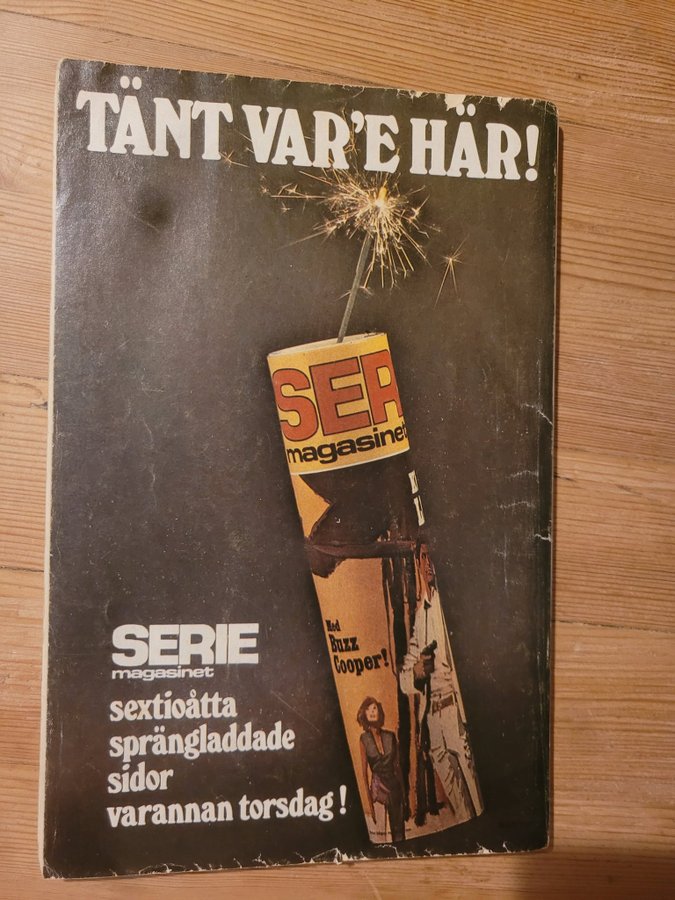 TÄNT VAR'E HÄR!
SER
magasinet
Med
Buzz
Cooper!
SERIE
magasinet
sextioåtta
sprängladdade
sidor
varannan torsdag!